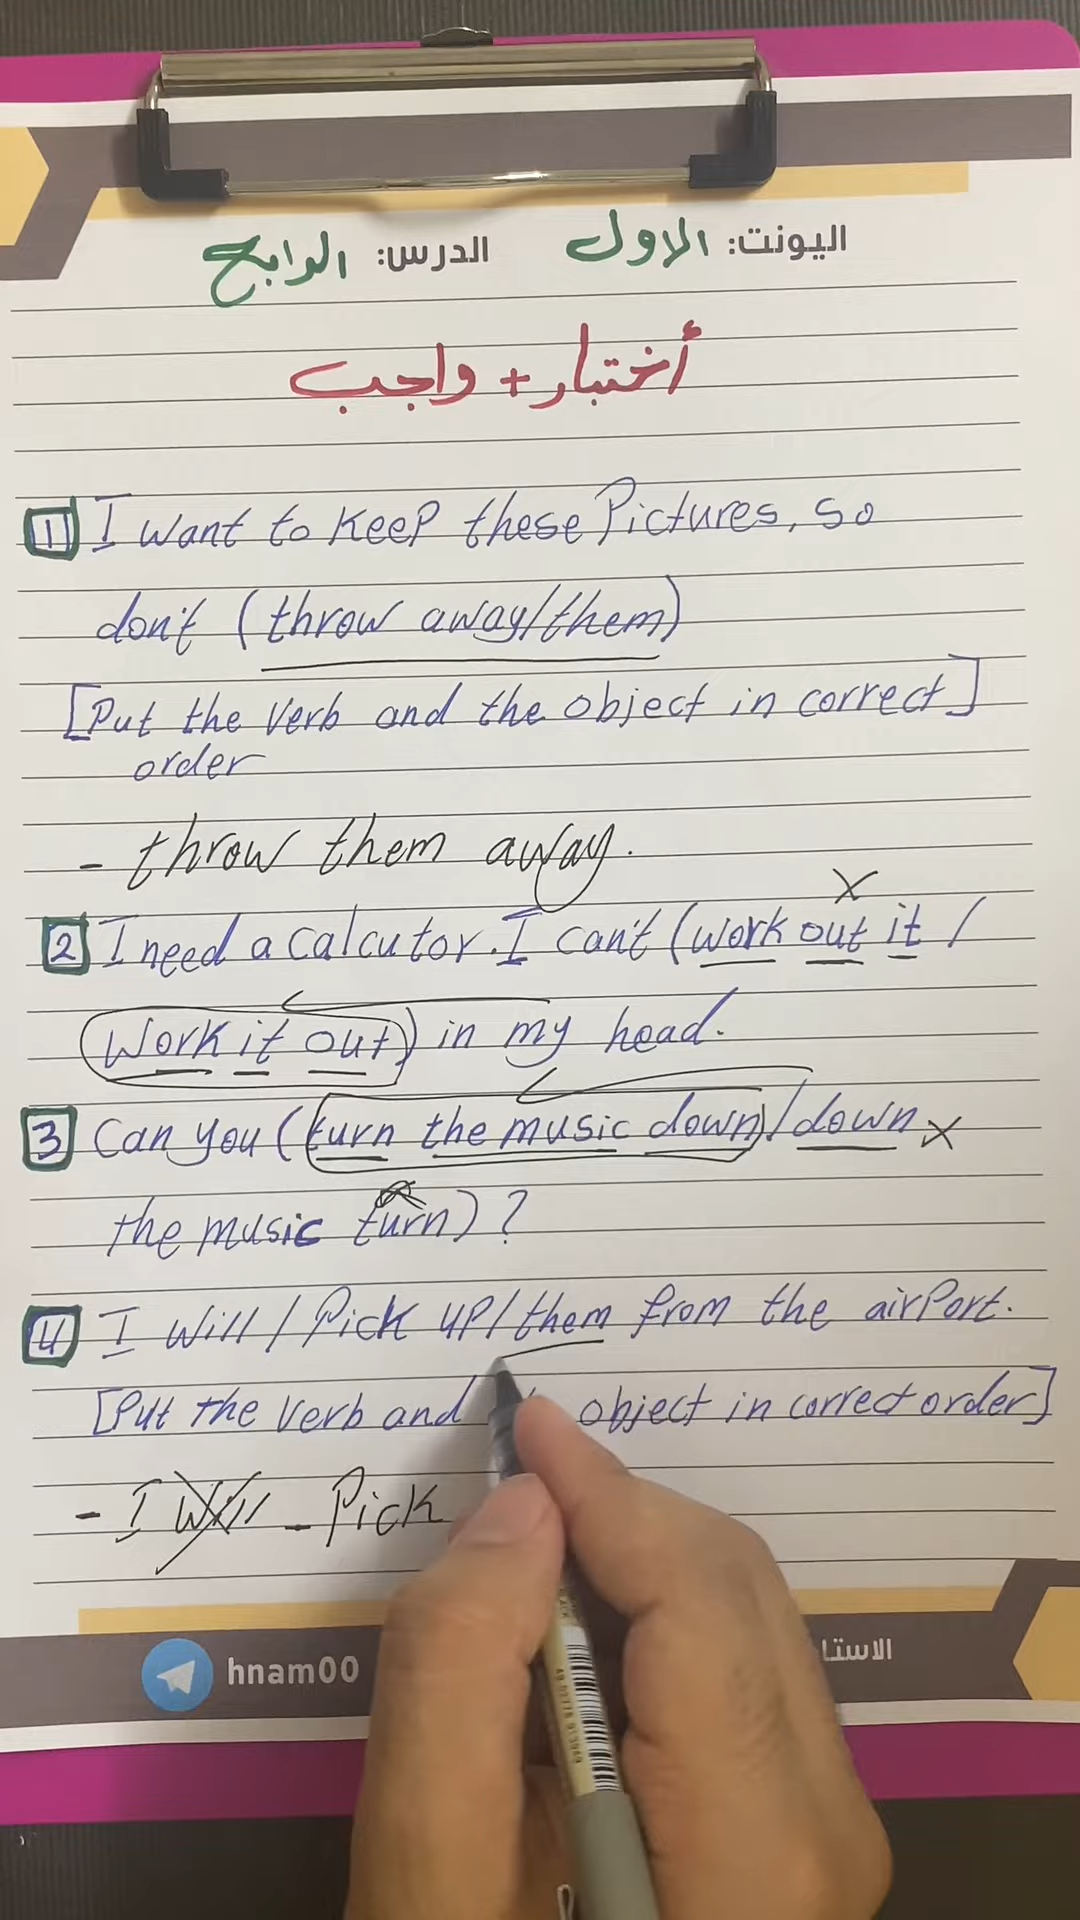 اليونت: الاول الدرس: الرابع
أختبار + واجب
1 I want to keep these Pictures, so
don't (throw away/them)
[Put the verb and the object in correct]
order
- throw them away.
2 I need a calcutor. I can't (work out it /
work it out) in my head.
3 Can you (turn the music down)/down
the music turn)?
4 I will / Pick up / them from the airport.
[Put the verb and object in correct order]
- I will - Pick
hnam00